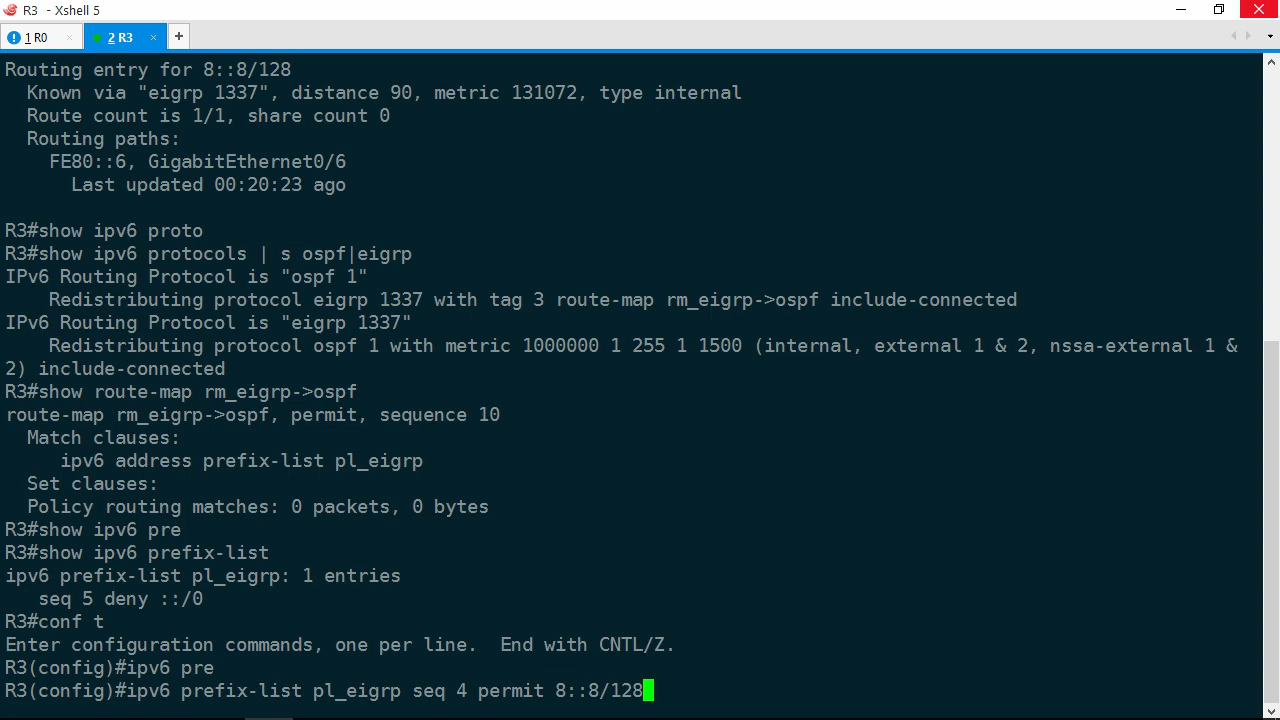 R3 - Xshell 5
1 R0 × 2 R3 × +
Routing entry for 8::8/128
Known via "eigrp 1337", distance 90, metric 131072, type internal
Route count is 1/1, share count 0
Routing paths:
FE80::6, GigabitEthernet0/6
Last updated 00:20:23 ago
R3#show ipv6 proto
R3#show ipv6 protocols | s ospf|eigrp
IPv6 Routing Protocol is "ospf 1"
Redistributing protocol eigrp 1337 with tag 3 route-map rm_eigrp->ospf include-connected
IPv6 Routing Protocol is "eigrp 1337"
Redistributing protocol ospf 1 with metric 1000000 1 255 1 1500 (internal, external 1 & 2, nssa-external 1 &
2) include-connected
R3#show route-map rm_eigrp->ospf
route-map rm_eigrp->ospf, permit, sequence 10
Match clauses:
ipv6 address prefix-list pl_eigrp
Set clauses:
Policy routing matches: 0 packets, 0 bytes
R3#show ipv6 pre
R3#show ipv6 prefix-list
ipv6 prefix-list pl_eigrp: 1 entries
seq 5 deny ::/0
R3#conf t
Enter configuration commands, one per line.  End with CNTL/Z.
R3(config)#ipv6 pre
R3(config)#ipv6 prefix-list pl_eigrp seq 4 permit 8::8/128